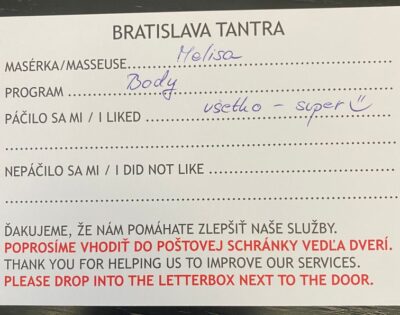 BRATISLAVA TANTRA
MASÉRKA/MASSEUSE...Melisa
PROGRAM ...Body
PÁČILO SA MI / I LIKED ...všetko – super☺
NEPÁČILO SA MI / I DID NOT LIKE ...
ĎAKUJEME, ŽE NÁM POMÁHATE ZLEPŠIŤ NAŠE SLUŽBY.
POPROSÍME VHODIŤ DO POŠTOVEJ SCHRÁNKY VEDĽA DVERÍ.
THANK YOU FOR HELPING US TO IMPROVE OUR SERVICES.
PLEASE DROP INTO THE LETTERBOX NEXT TO THE DOOR.